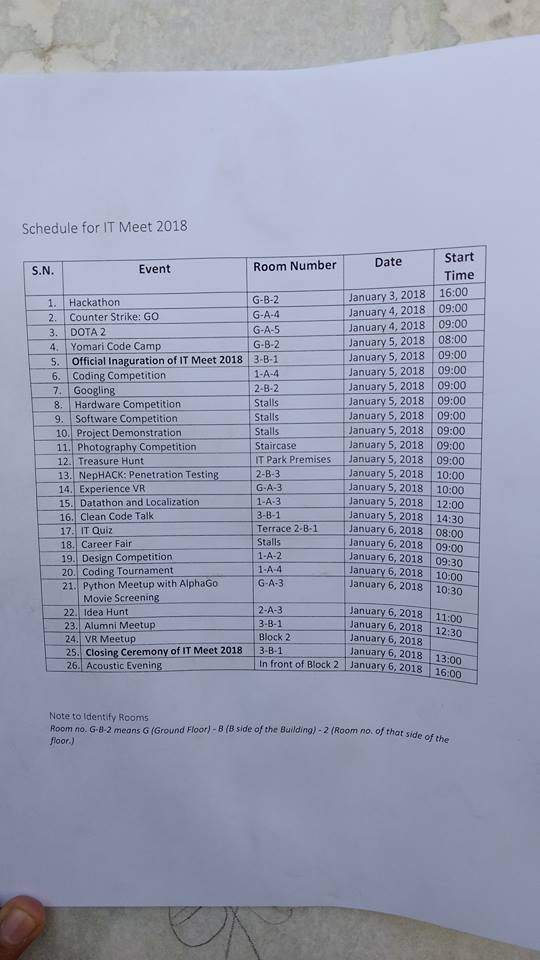 Schedule for IT Meet 2018
S.N. Event Room Number Date Start Time
1. Hackathon G-B-2 January 3, 2018 16:00
2. Counter Strike: GO G-A-4 January 4, 2018 09:00
3. DOTA 2 G-A-5 January 4, 2018 09:00
4. Yomari Code Camp G-B-2 January 5, 2018 08:00
5. Official Inaguration of IT Meet 2018 3-B-1 January 5, 2018 09:00
6. Coding Competition 1-A-4 January 5, 2018 09:00
7. Googling 2-B-2 January 5, 2018 09:00
8. Hardware Competition Stalls January 5, 2018 09:00
9. Software Competition Stalls January 5, 2018 09:00
10. Project Demonstration Stalls January 5, 2018 09:00
11. Photography Competition Staircase January 5, 2018 09:00
12. Treasure Hunt IT Park Premises January 5, 2018 09:00
13. NepHACK: Penetration Testing 2-B-3 January 5, 2018 10:00
14. Experience VR G-A-3 January 5, 2018 10:00
15. Datathon and Localization 1-A-3 January 5, 2018 12:00
16. Clean Code Talk 3-B-1 January 5, 2018 14:30
17. IT Quiz Terrace 2-B-1 January 6, 2018 08:00
18. Career Fair Stalls January 6, 2018 09:00
19. Design Competition 1-A-2 January 6, 2018 09:30
20. Coding Tournament 1-A-4 January 6, 2018 10:00
21. Python Meetup with AlphaGo G-A-3 January 6, 2018 10:30
Movie Screening
22. Idea Hunt 2-A-3 January 6, 2018 11:00
23. Alumni Meetup 3-B-1 January 6, 2018 12:30
24. VR Meetup Block 2 January 6, 2018
25. Closing Ceremony of IT Meet 2018 3-B-1 January 6, 2018 13:00
26. Acoustic Evening In front of Block 2 January 6, 2018 16:00
Note to Identify Rooms
Room no. G-B-2 means G (Ground Floor) - B (B side of the Building) - 2 (Room no. of that side of the
floor.)